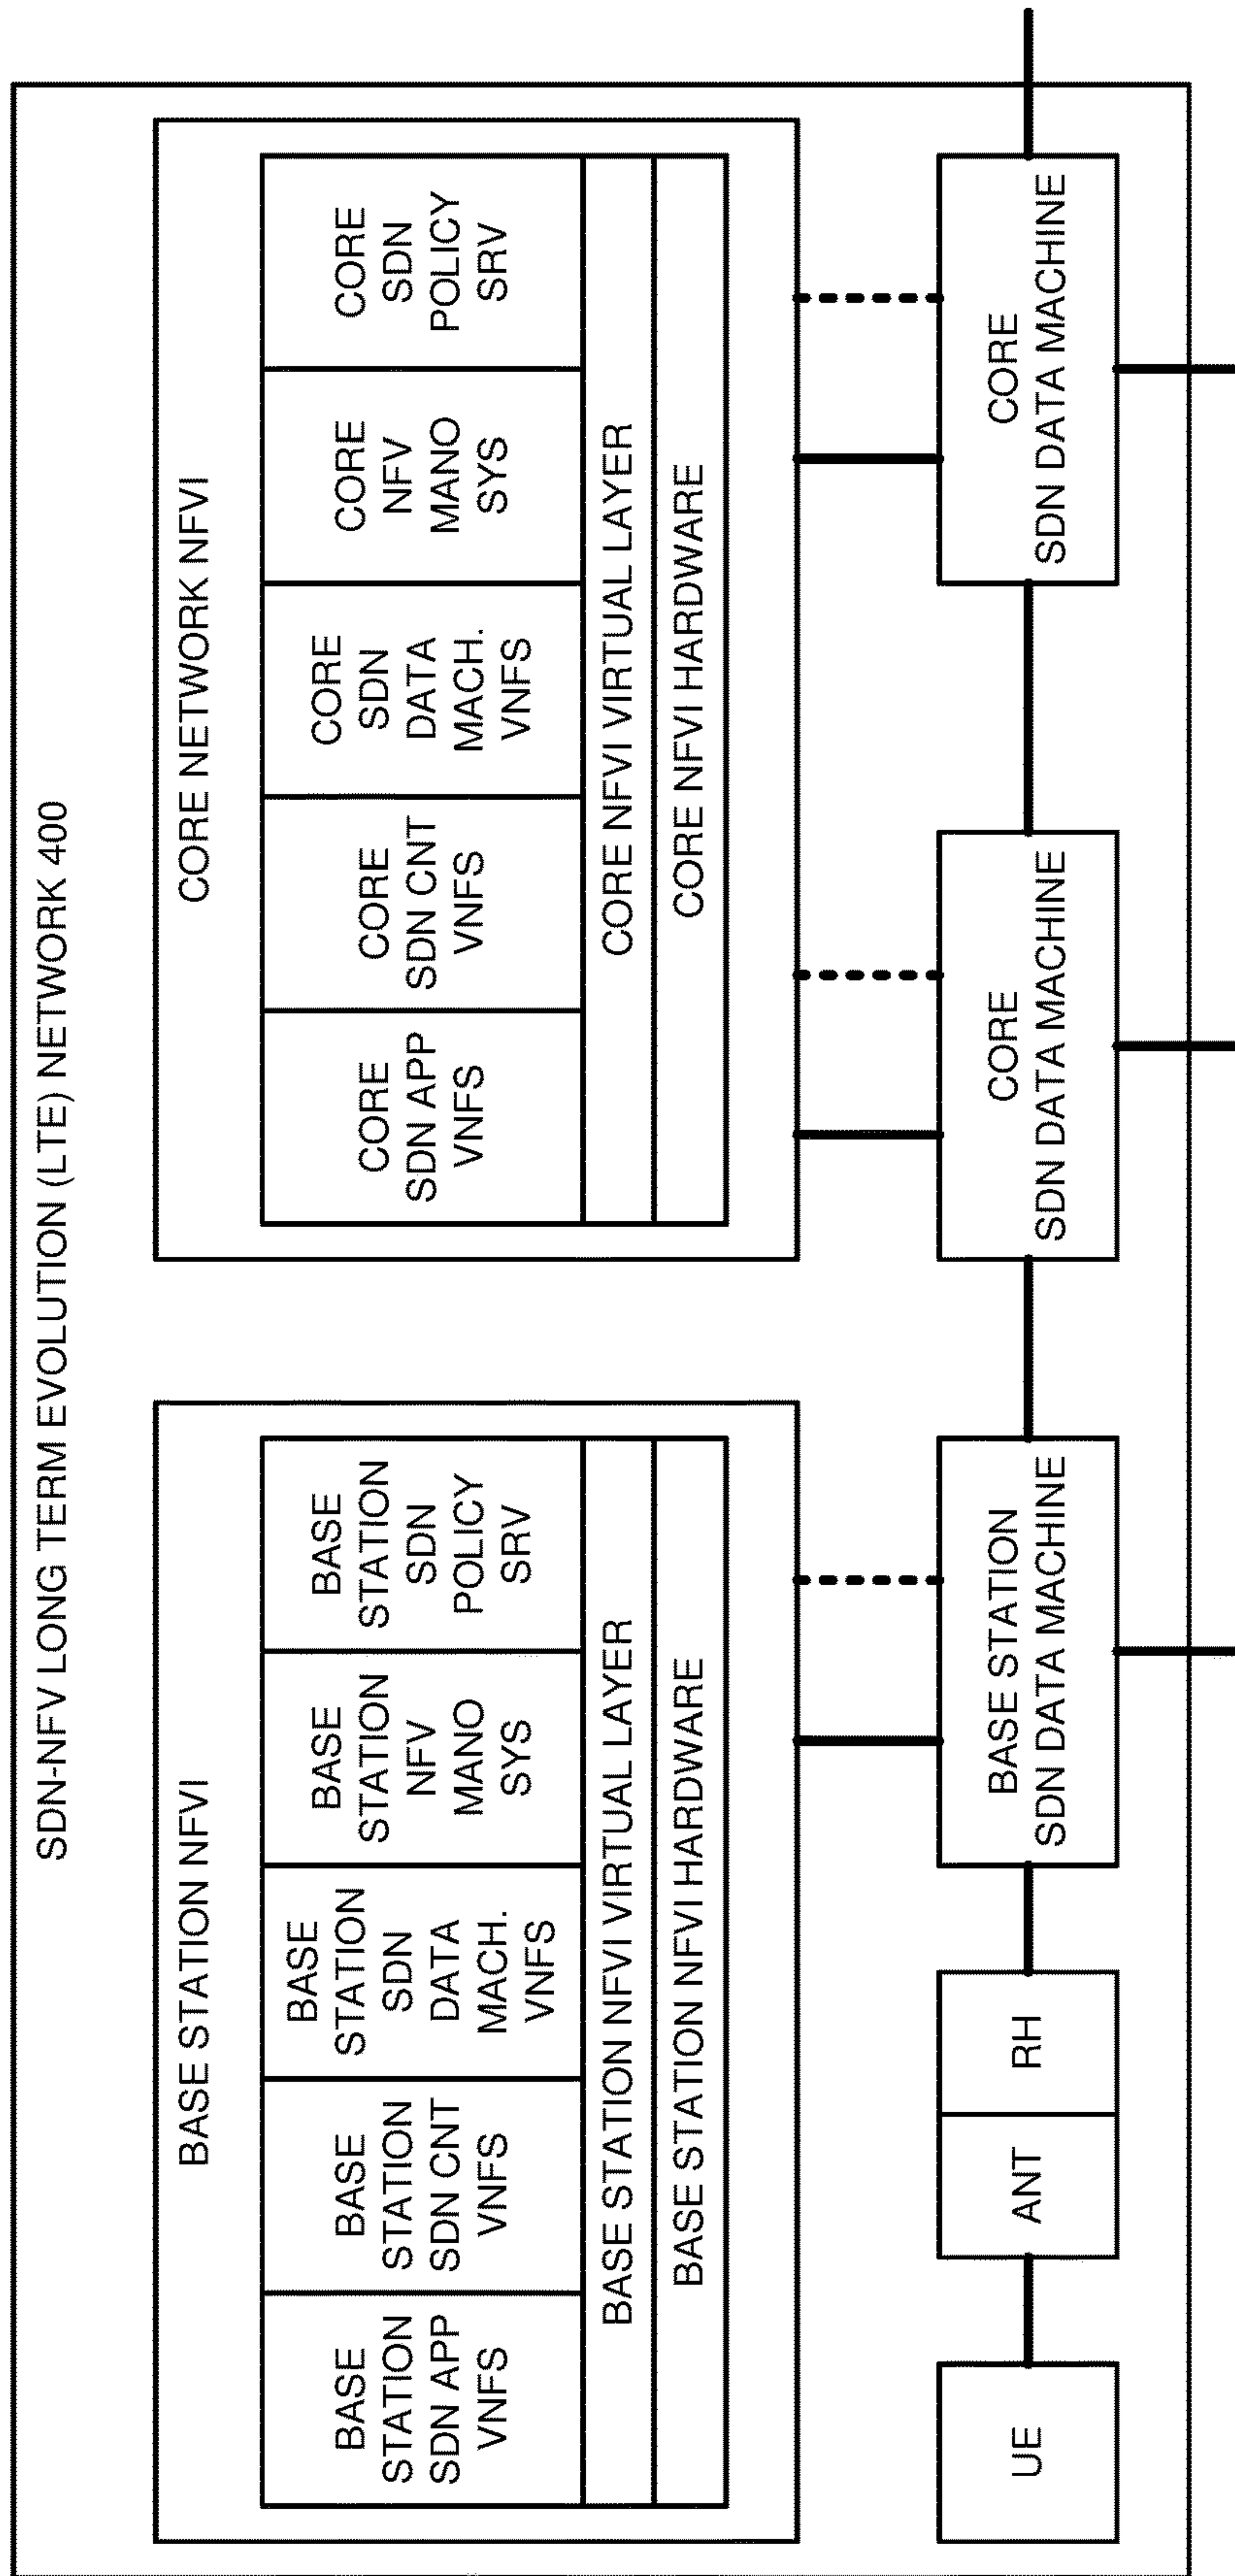 SDN-NFV LONG TERM EVOLUTION (LTE) NETWORK 400
BASE STATION NFVI
BASE
STATION
SDN APP
VNFS
BASE
STATION
SDN CNT
VNFS
BASE
STATION
SDN
DATA
MACH.
VNFS
BASE
STATION
NFV
MANO
SYS
BASE
STATION
SDN
POLICY
SRV
BASE STATION NFVI VIRTUAL LAYER
BASE STATION NFVI HARDWARE
CORE NETWORK NFVI
CORE
SDN APP
VNFS
CORE
SDN CNT
VNFS
CORE
SDN
DATA
MACH.
VNFS
CORE
NFV
MANO
SYS
CORE
SDN
POLICY
SRV
CORE NFVI VIRTUAL LAYER
CORE NFVI HARDWARE
UE
ANT
RH
BASE STATION
SDN DATA MACHINE
CORE
SDN DATA MACHINE
CORE
SDN DATA MACHINE